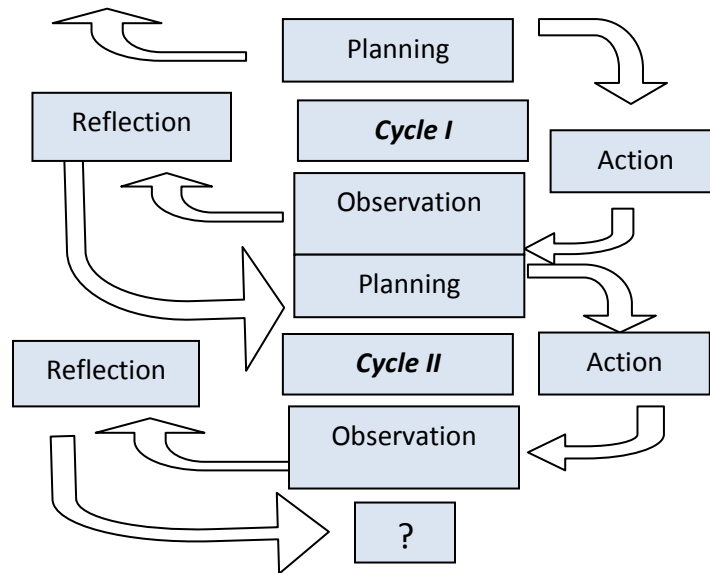 Planning
Reflection
Cycle I
Action
Observation
Planning
Reflection
Cycle II
Action
Observation
?